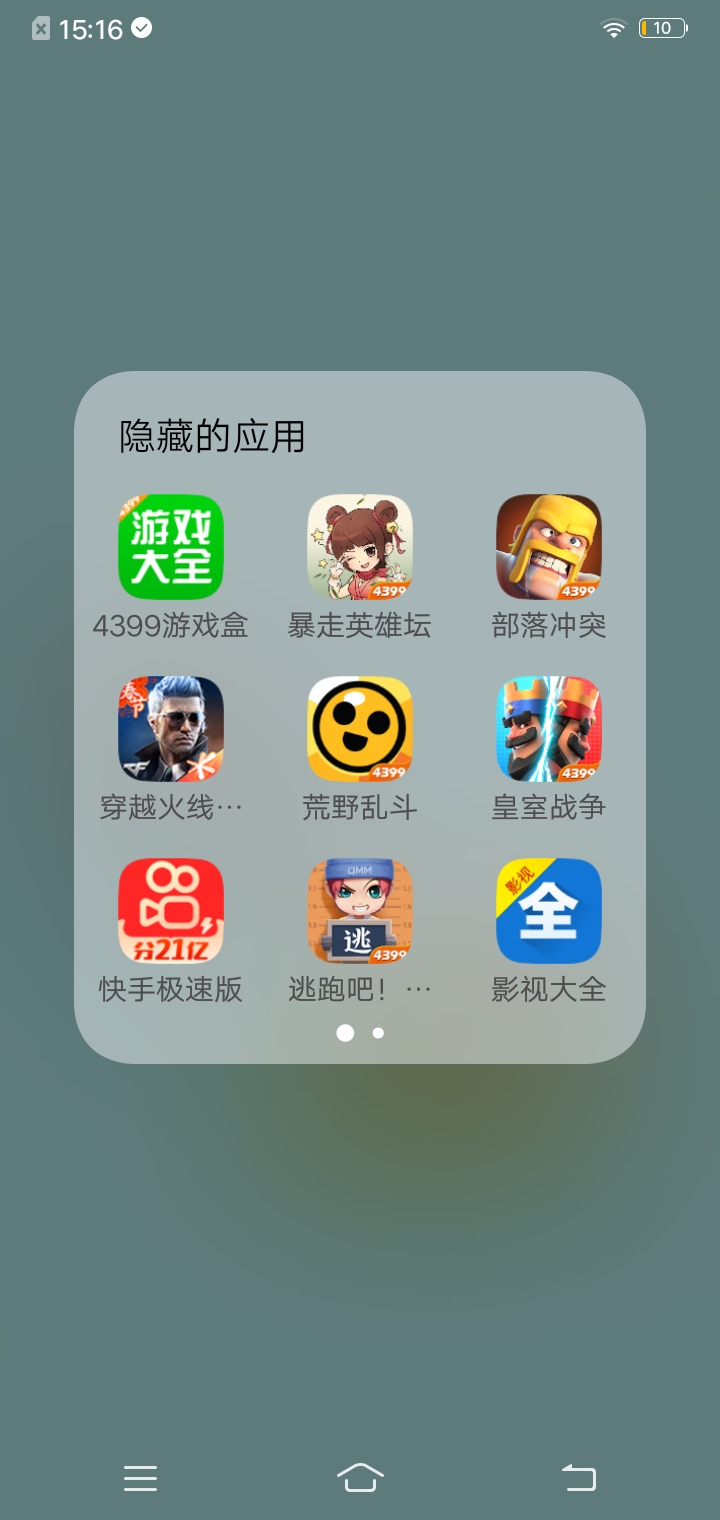 15:16
10
隐藏的应用
4399
游戏
大全
4399
4399
4399游戏盒
暴走英雄坛
部落冲突
春节
CF
4399
4399
穿越火线…
荒野乱斗
皇室战争
分21亿
DMM
逃
4399
影视
全
快手极速版
逃跑吧！…
影视大全